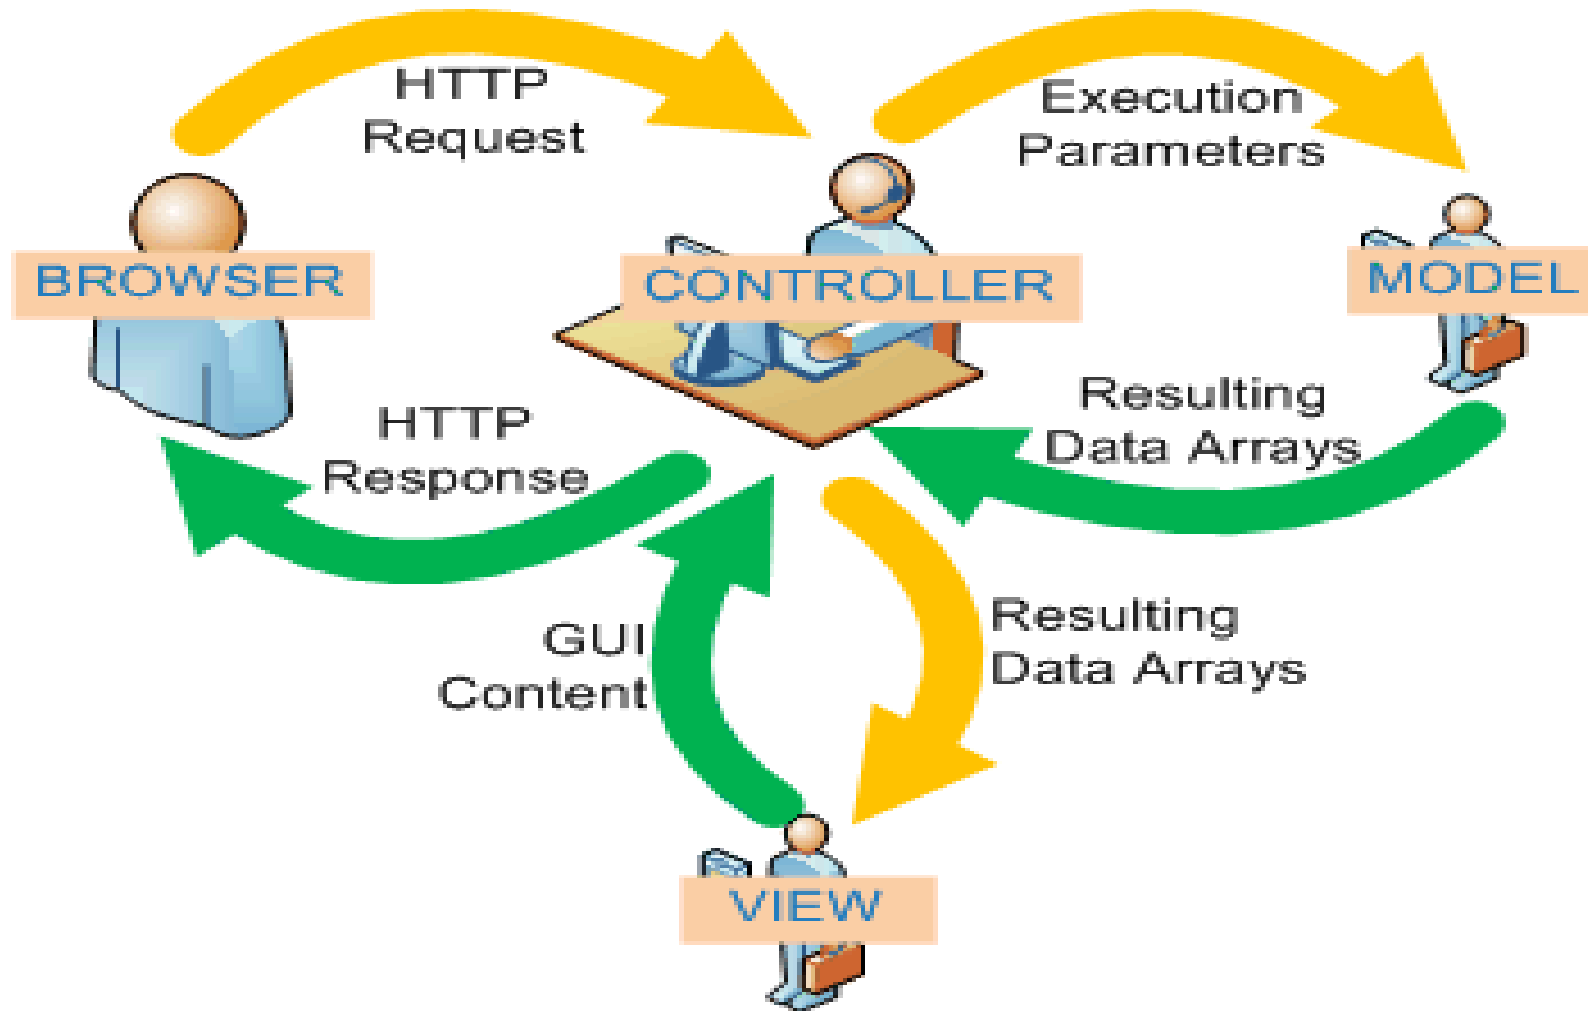 HTTP
Request
Execution
Parameters
BROWSER
CONTROLLER
MODEL
HTTP
Response
Resulting
Data Arrays
GUI
Content
Resulting
Data Arrays
VIEW